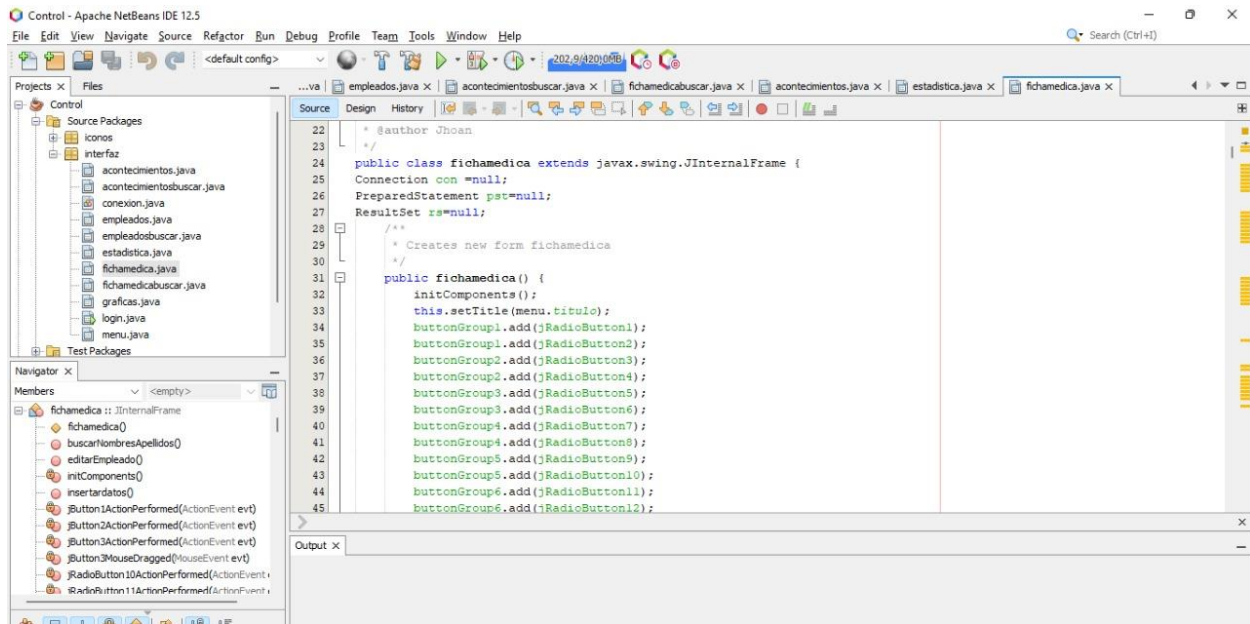 Control - Apache NetBeans IDE 12.5
File Edit View Navigate Source Refactor Run Debug Profile Team Tools Window Help
Search (Ctrl+I)
<default config>
202,9/420,0MB
Projects Files
Control
Source Packages
iconos
interfaz
acontecimientos.java
acontecimientosbuscar.java
conexion.java
empleados.java
empleadosbuscar.java
estadistica.java
fichamedica.java
fichamedicabuscar.java
graficas.java
login.java
menu.java
Test Packages
Navigator
Members <empty>
fichamedica :: JInternalFrame
fichamedica()
buscarNombresApellidos()
editarEmpleado()
initComponents()
insertardatos()
jButton1ActionPerformed(ActionEvent evt)
jButton2ActionPerformed(ActionEvent evt)
jButton3ActionPerformed(ActionEvent evt)
jButton3MouseDragged(MouseEvent evt)
jRadioButton10ActionPerformed(ActionEvent
jRadioButton11ActionPerformed(ActionEvent
...va empleados.java acontecimientosbuscar.java fichamedicabuscar.java acontecimientos.java estadistica.java fichamedica.java
Source Design History
22 * @author Jhoan
23 */
24 public class fichamedica extends javax.swing.JInternalFrame {
25 Connection con =null;
26 PreparedStatement pst=null;
27 ResultSet rs=null;
28 /**
29 * Creates new form fichamedica
30 */
31 public fichamedica() {
32 initComponents();
33 this.setTitle(menu.titulo);
34 buttonGroup1.add(jRadioButton1);
35 buttonGroup1.add(jRadioButton2);
36 buttonGroup2.add(jRadioButton3);
37 buttonGroup2.add(jRadioButton4);
38 buttonGroup3.add(jRadioButton5);
39 buttonGroup3.add(jRadioButton6);
40 buttonGroup4.add(jRadioButton7);
41 buttonGroup4.add(jRadioButton8);
42 buttonGroup5.add(jRadioButton9);
43 buttonGroup5.add(jRadioButton10);
44 buttonGroup6.add(jRadioButton11);
45 buttonGroup6.add(jRadioButton12);
Output